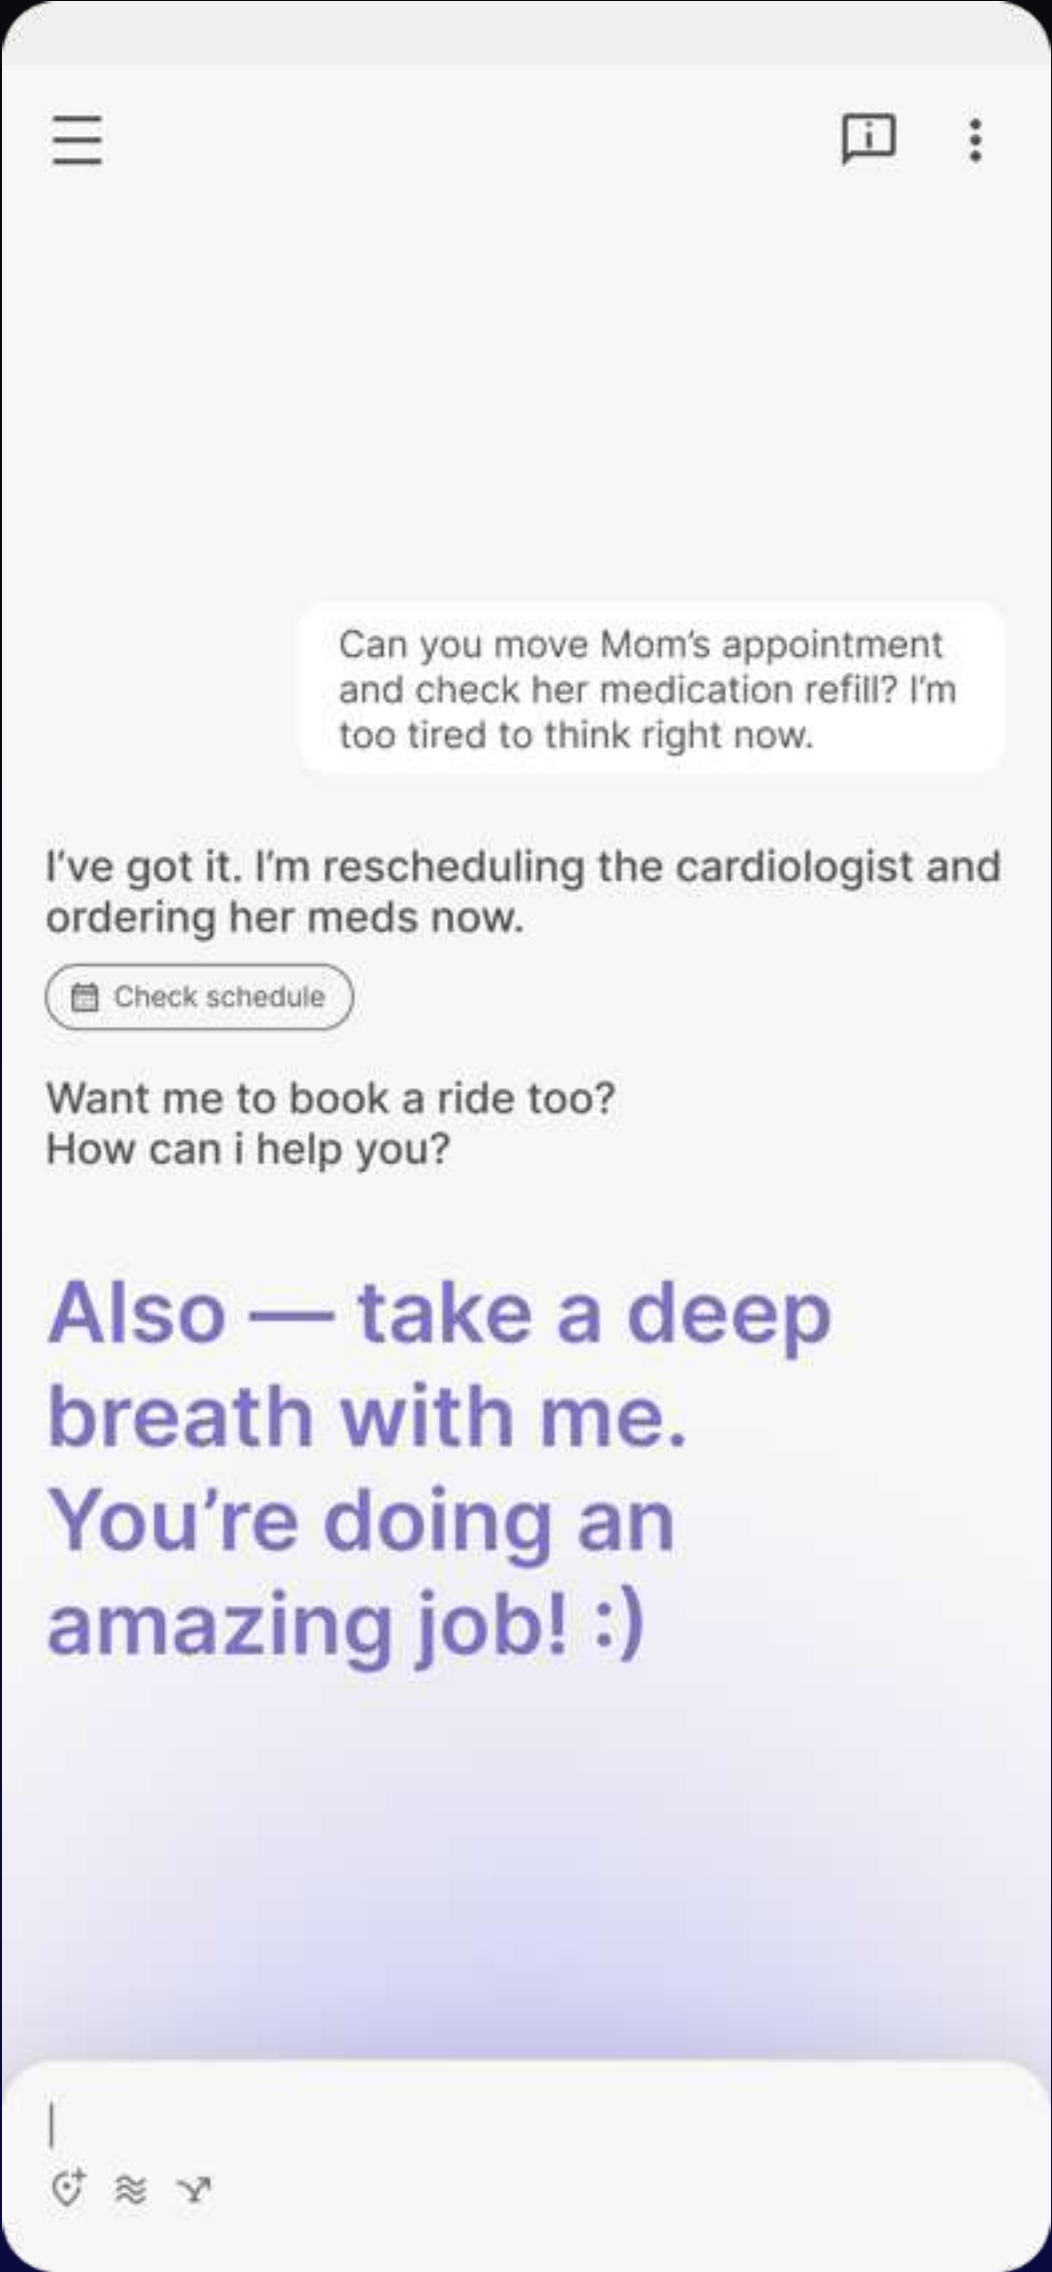 Can you move Mom’s appointment
and check her medication refill? I’m
too tired to think right now.
I’ve got it. I’m rescheduling the cardiologist and
ordering her meds now.
Check schedule
Want me to book a ride too?
How can i help you?
Also — take a deep
breath with me.
You’re doing an
amazing job! :)